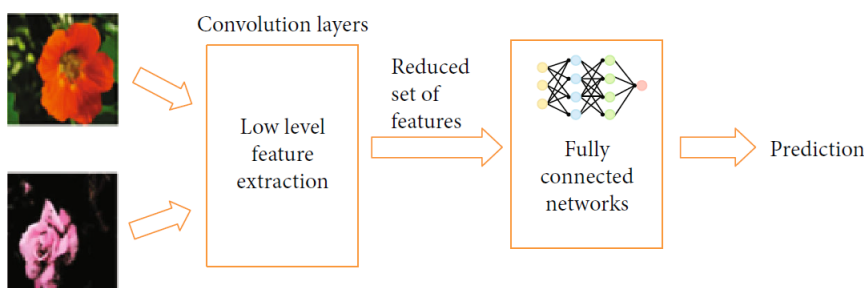 Convolution layers
Low level
feature
extraction
Reduced
set of
features
Fully
connected
networks
Prediction